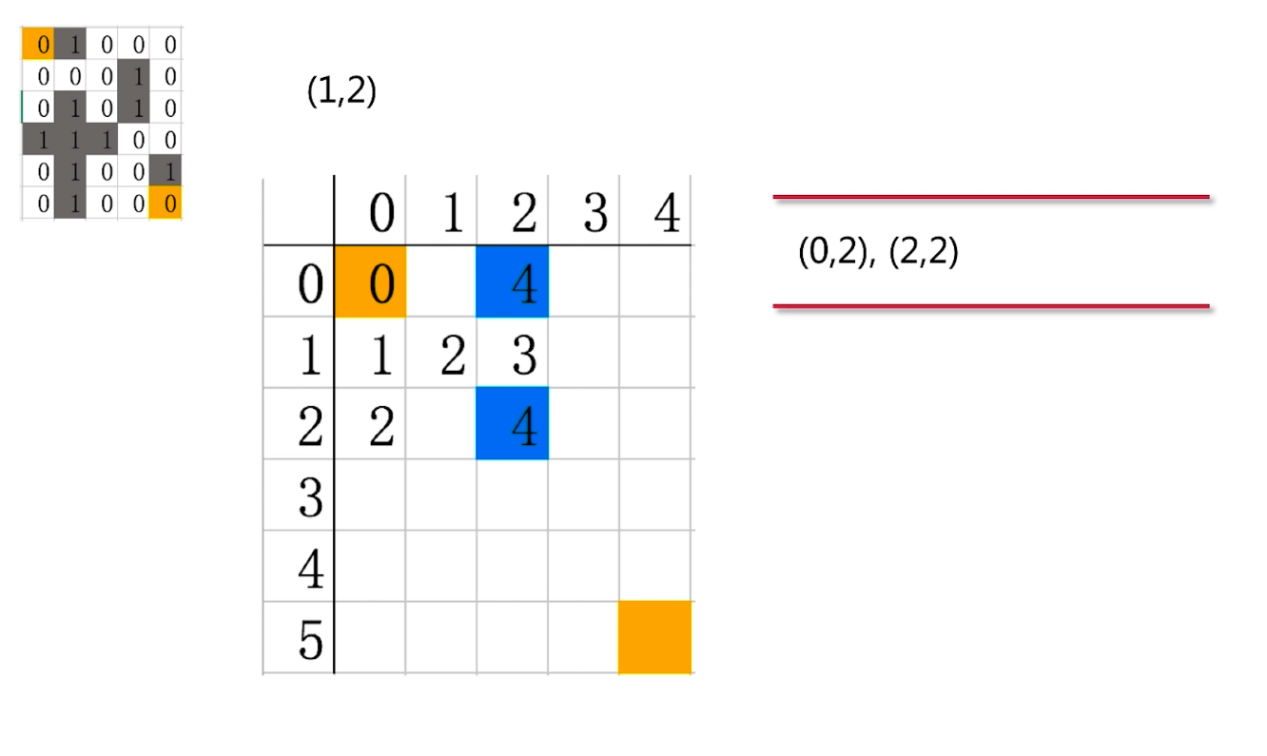 0 1 0 0 0
0 0 0 1 0
0 1 0 1 0
1 1 1 0 0
0 1 0 0 1
0 1 0 0 0
(1,2)
0 1 2 3 4
0 0 4
1 1 2 3
2 2 4
3
4
5
(0,2), (2,2)